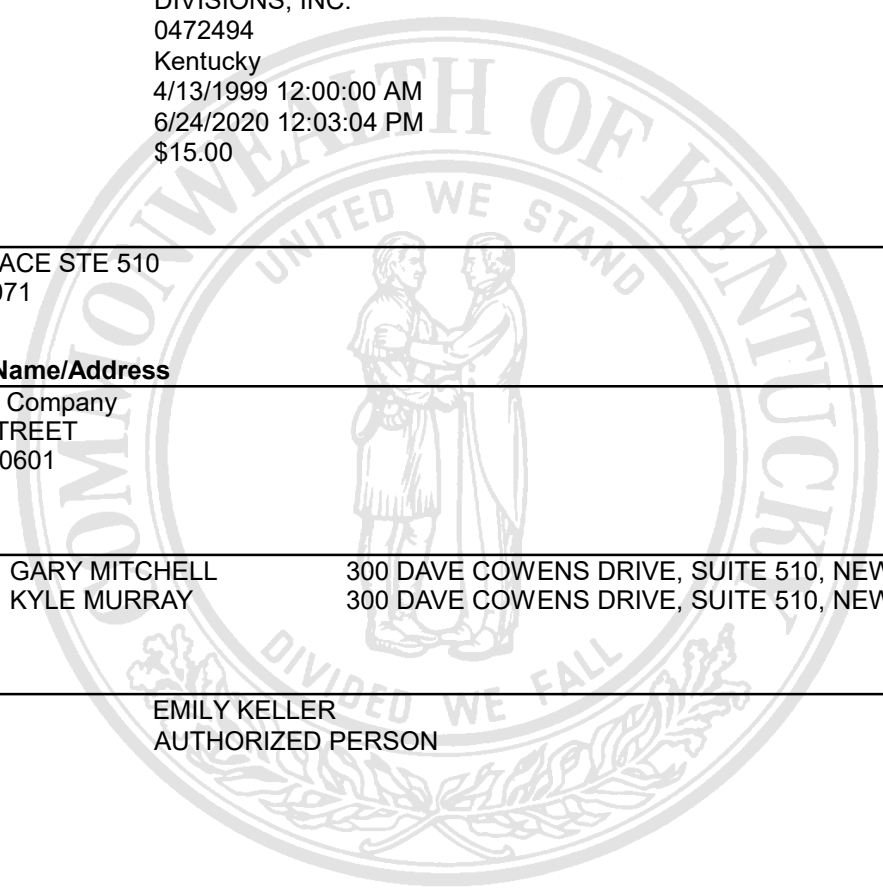 DIVISIONS, INC.
0472494
Kentucky
4/13/1999 12:00:00 AM
6/24/2020 12:03:04 PM
$15.00
ACE STE 510
071
Name/Address
Company
TREET
0601
GARY MITCHELL 300 DAVE COWENS DRIVE, SUITE 510, NEW
KYLE MURRAY 300 DAVE COWENS DRIVE, SUITE 510, NEW
EMILY KELLER
AUTHORIZED PERSON
COMMONWEALTH OF KENTUCKY
UNITED WE STAND
DIVIDED WE FALL